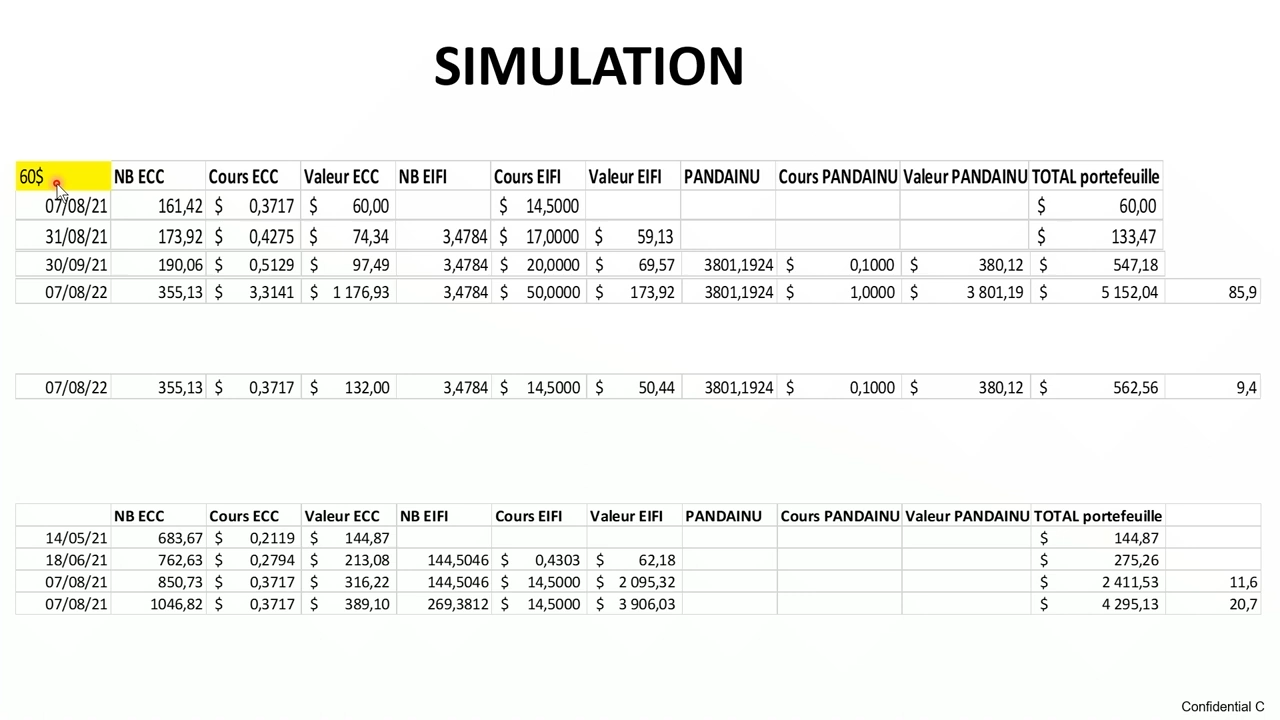 SIMULATION
60$ NB ECC Cours ECC Valeur ECC NB EIFI Cours EIFI Valeur EIFI PANDAINU Cours PANDAINU Valeur PANDAINU TOTAL portefeuille
07/08/21 161,42 $ 0,3717 $ 60,00 $ 14,5000 $ 60,00
31/08/21 173,92 $ 0,4275 $ 74,34 3,4784 $ 17,0000 $ 59,13 $ 133,47
30/09/21 190,06 $ 0,5129 $ 97,49 3,4784 $ 20,0000 $ 69,57 3801,1924 $ 0,1000 $ 380,12 $ 547,18
07/08/22 355,13 $ 3,3141 $ 1 176,93 3,4784 $ 50,0000 $ 173,92 3801,1924 $ 1,0000 $ 3 801,19 $ 5 152,04 85,9
07/08/22 355,13 $ 0,3717 $ 132,00 3,4784 $ 14,5000 $ 50,44 3801,1924 $ 0,1000 $ 380,12 $ 562,56 9,4
NB ECC Cours ECC Valeur ECC NB EIFI Cours EIFI Valeur EIFI PANDAINU Cours PANDAINU Valeur PANDAINU TOTAL portefeuille
14/05/21 683,67 $ 0,2119 $ 144,87 $ 144,87
18/06/21 762,63 $ 0,2794 $ 213,08 144,5046 $ 0,4303 $ 62,18 $ 275,26
07/08/21 850,73 $ 0,3717 $ 316,22 144,5046 $ 14,5000 $ 2 095,32 $ 2 411,53 11,6
07/08/21 1046,82 $ 0,3717 $ 389,10 269,3812 $ 14,5000 $ 3 906,03 $ 4 295,13 20,7
Confidential C